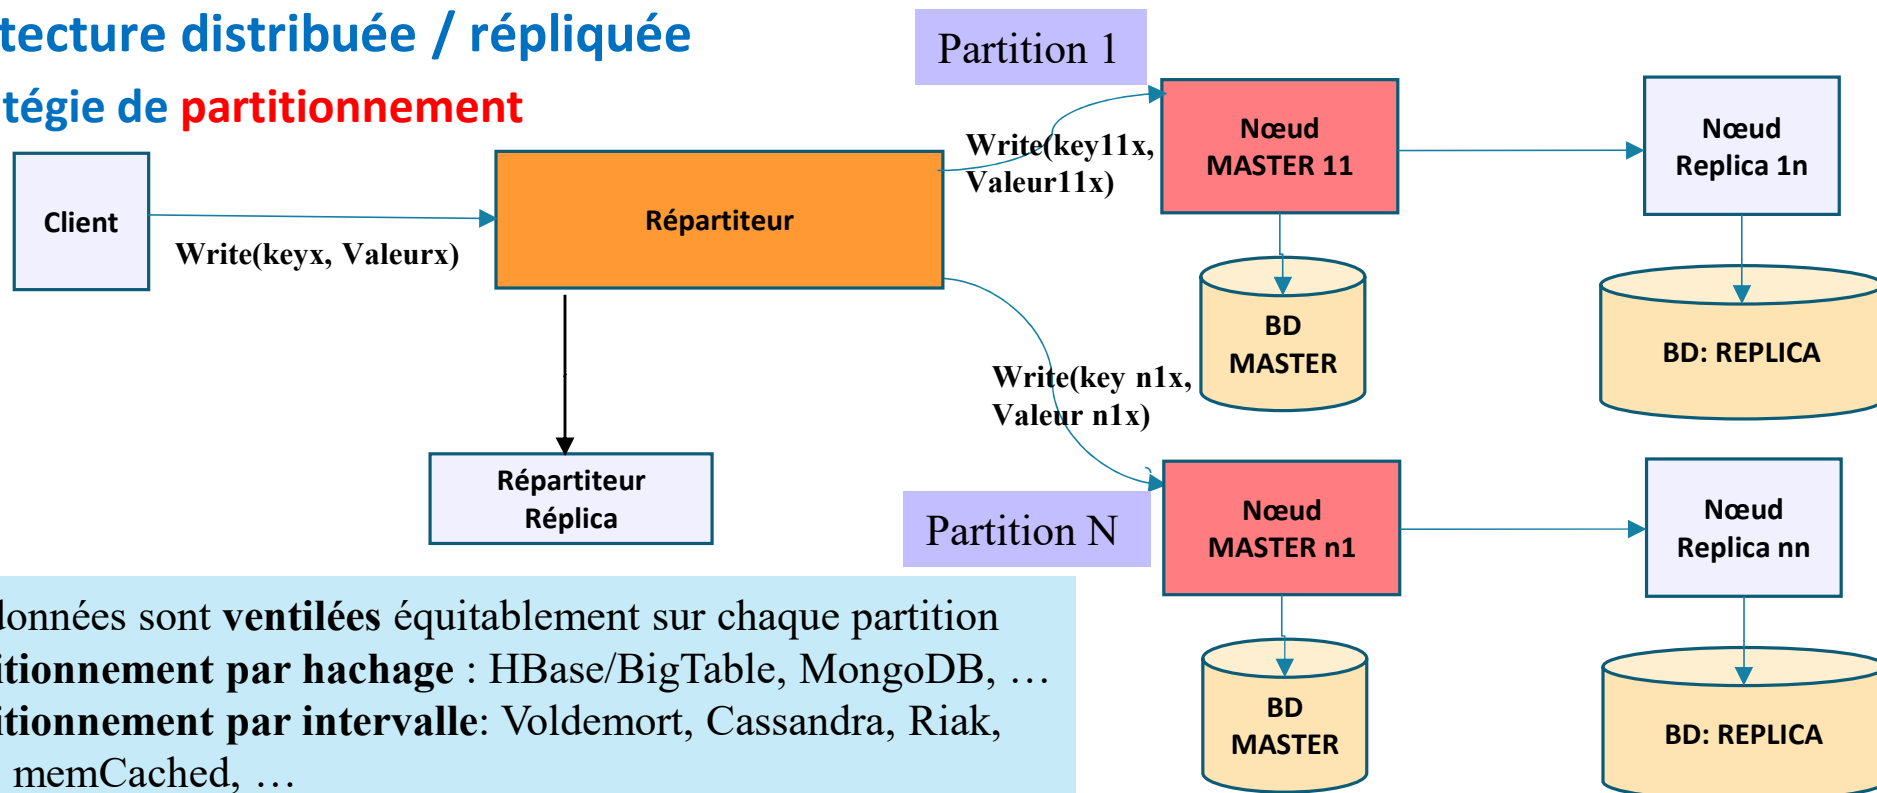 tecture distribuée / répliquée
tégie de partitionnement
Partition 1
Client
Write(keyx, Valeurx)
Répartiteur
Write(key11x,
Valeur11x)
Nœud
MASTER 11
Nœud
Replica 1n
BD
MASTER
BD: REPLICA
Répartiteur
Réplica
Write(key n1x,
Valeur n1x)
Partition N
Nœud
MASTER n1
Nœud
Replica nn
BD
MASTER
BD: REPLICA
données sont ventilées équitablement sur chaque partition
itionnement par hachage : HBase/BigTable, MongoDB, …
itionnement par intervalle: Voldemort, Cassandra, Riak,
memCached, …